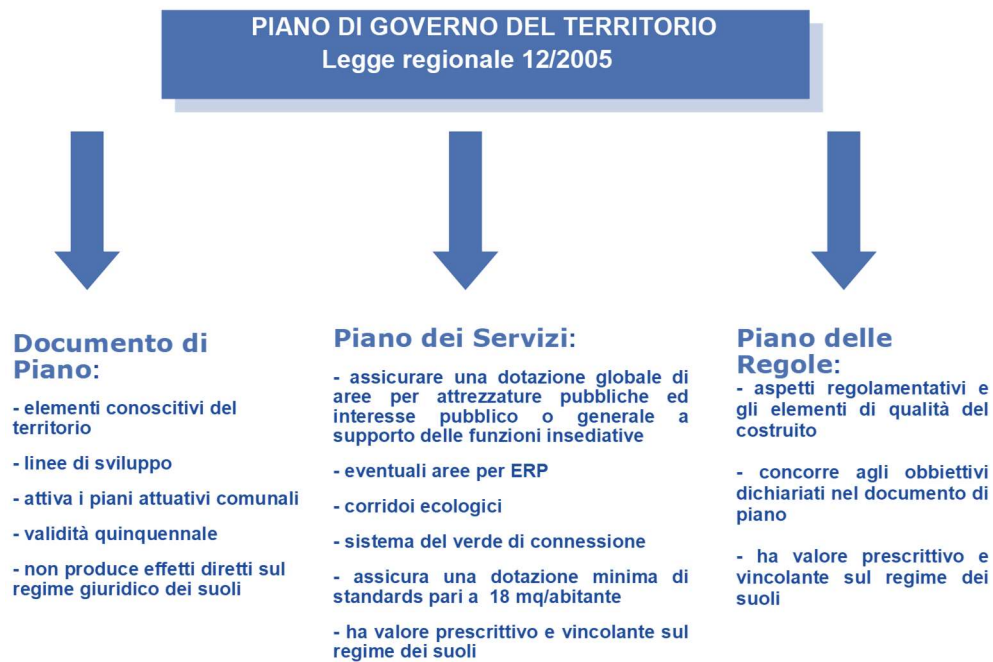 PIANO DI GOVERNO DEL TERRITORIO
Legge regionale 12/2005
Documento di
Piano:
- elementi conoscitivi del
territorio
- linee di sviluppo
- attiva i piani attuativi comunali
- validità quinquennale
- non produce effetti diretti sul
regime giuridico dei suoli
Piano dei Servizi:
- assicurare una dotazione globale di
aree per attrezzature pubbliche ed
interesse pubblico o generale a
supporto delle funzioni insediative
- eventuali aree per ERP
- corridoi ecologici
- sistema del verde di connessione
- assicura una dotazione minima di
standards pari a 18 mq/abitante
- ha valore prescrittivo e vincolante sul
regime dei suoli
Piano delle
Regole:
- aspetti regolamentativi e
gli elementi di qualità del
costruito
- concorre agli obbiettivi
dichiariati nel documento di
piano
- ha valore prescrittivo e
vincolante sul regime dei
suoli